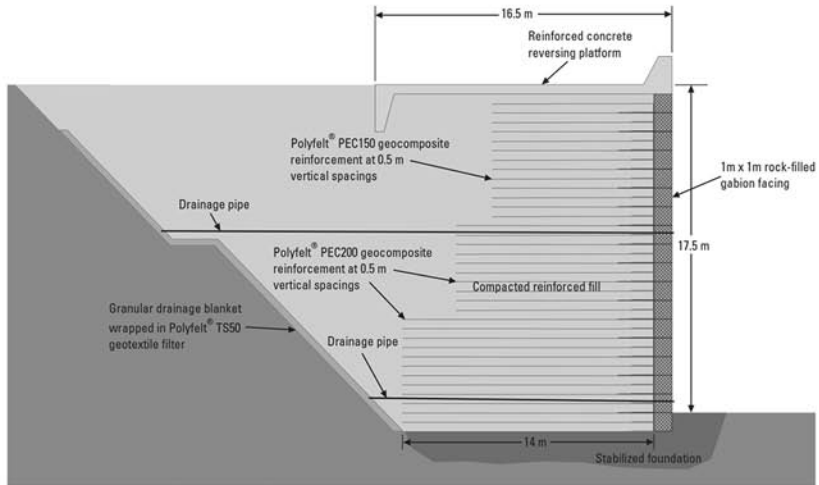 16.5 m
Reinforced concrete
reversing platform
Polyfelt® PEC150 geocomposite
reinforcement at 0.5 m
vertical spacings
1m x 1m rock-filled
gabion facing
Drainage pipe
Polyfelt® PEC200 geocomposite
reinforcement at 0.5 m
vertical spacings
17.5 m
Compacted reinforced fill
Granular drainage blanket
wrapped in Polyfelt® TS50
geotextile filter
Drainage pipe
14 m
Stabilized foundation